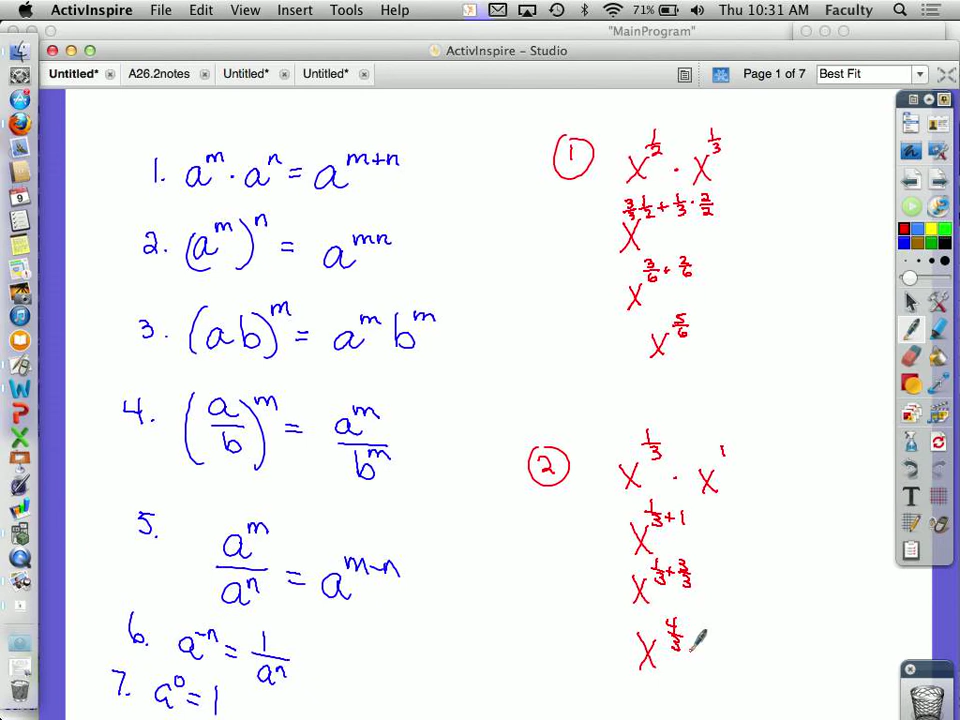 ActivInspire File Edit View Insert Tools Help 71% Thu 10:31 AM Faculty
"MainProgram"
ActivInspire – Studio
Untitled* A26.2notes Untitled* Untitled* Page 1 of 7 Best Fit
1. a^m · a^n = a^{m+n}
2. (a^m)^n = a^{mn}
3. (ab)^m = a^m b^m
4. (a/b)^m = a^m/b^m
5. a^m/a^n = a^{m-n}
6. a^{-n} = 1/a^n
7. a^0 = 1
① x^{1/2} · x^{1/3}
x^{3/3 · 1/2 + 1/3 · 2/2}
x^{3/6 + 2/6}
x^{5/6}
② x^{1/3} · x^1
x^{1/3 + 1}
x^{1/3 + 3/3}
x^{4/3}